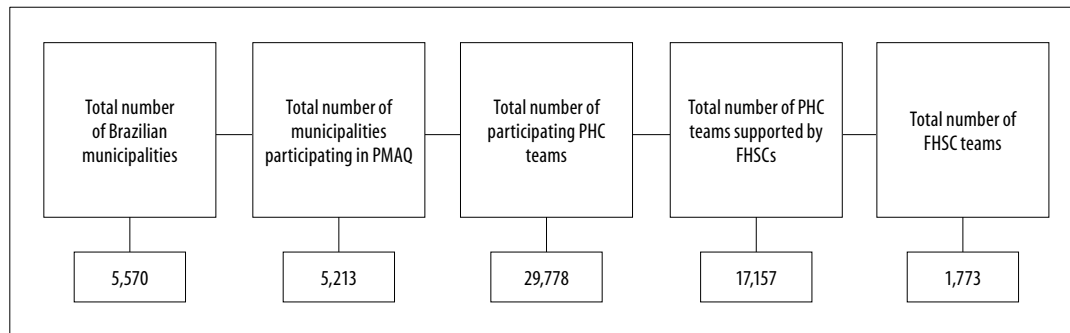 Total number
of Brazilian
municipalities
Total number of
municipalities
participating in PMAQ
Total number of
participating PHC
teams
Total number of PHC
teams supported by
FHSCs
Total number of
FHSC teams
5,570
5,213
29,778
17,157
1,773